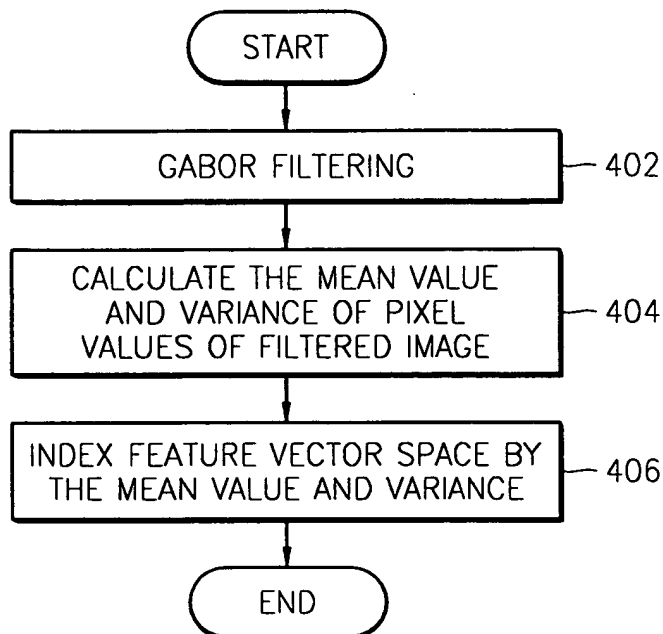 START
GABOR FILTERING
402
CALCULATE THE MEAN VALUE
AND VARIANCE OF PIXEL
VALUES OF FILTERED IMAGE
404
INDEX FEATURE VECTOR SPACE BY
THE MEAN VALUE AND VARIANCE
406
END